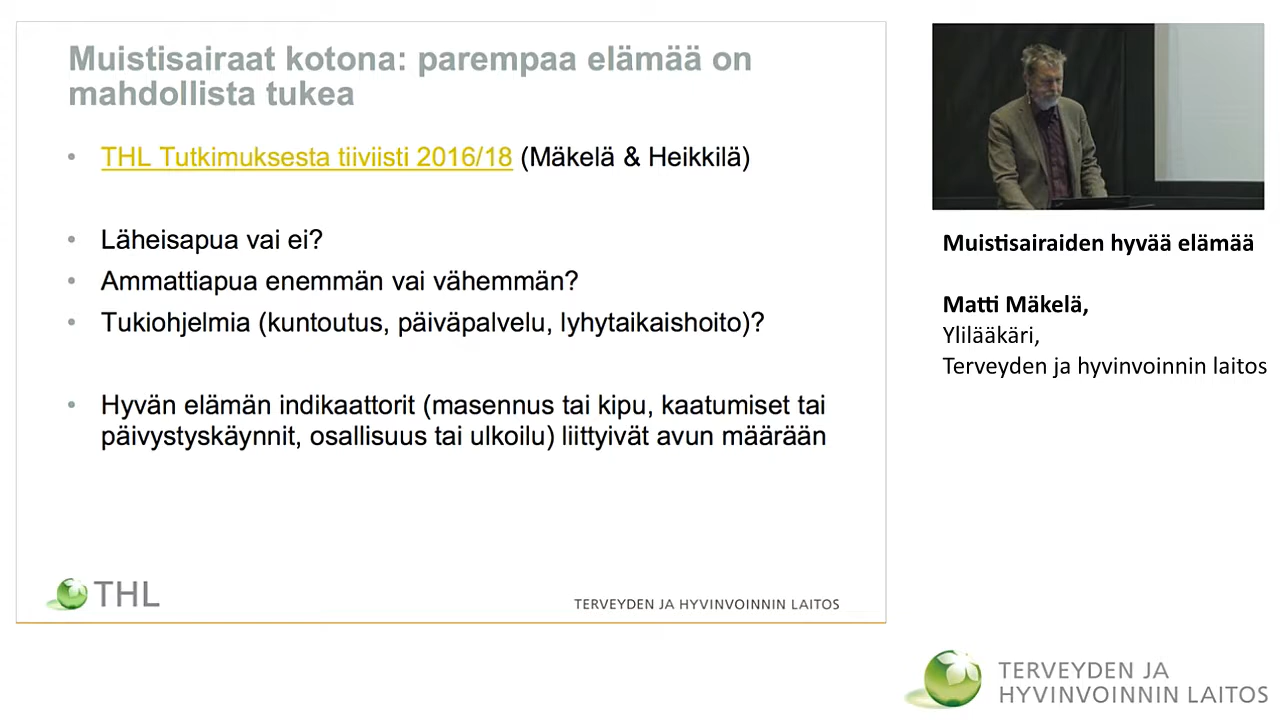 Muistisairaat kotona: parempaa elämää on
mahdollista tukea
• THL Tutkimuksesta tiiviisti 2016/18 (Mäkelä & Heikkilä)
• Läheisapua vai ei?
• Ammattiapua enemmän vai vähemmän?
• Tukiohjelmia (kuntoutus, päiväpalvelu, lyhytaikaishoito)?
• Hyvän elämän indikaattorit (masennus tai kipu, kaatumiset tai
päivystyskäynnit, osallisuus tai ulkoilu) liittyivät avun määrään
THL
TERVEYDEN JA HYVINVOINNIN LAITOS
Muistisairaiden hyvää elämää
Matti Mäkelä,
Ylilääkäri,
Terveyden ja hyvinvoinnin laitos
TERVEYDEN JA
HYVINVOINNIN LAITOS